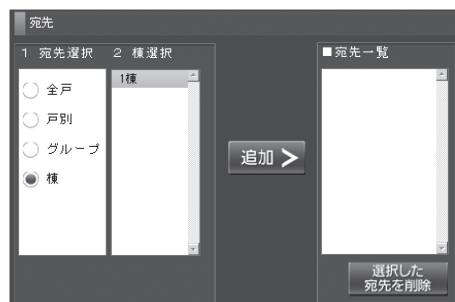 宛先
1 宛先選択 2 棟選択
全戸
戸別
グループ
棟
1棟
追加 >
■宛先一覧
選択した
宛先を削除